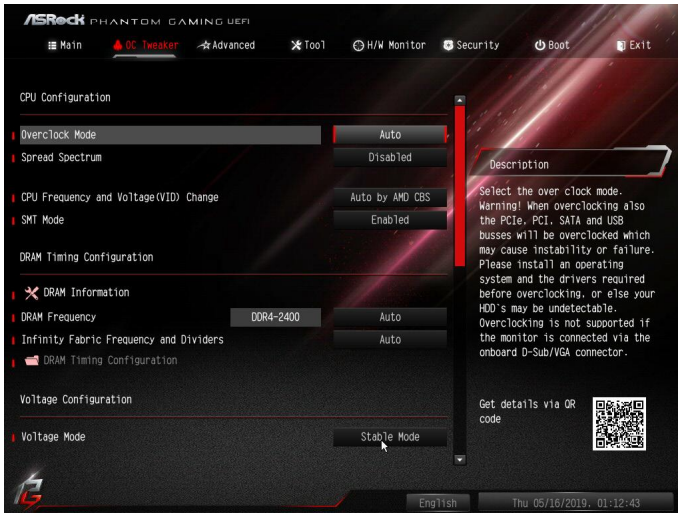 ASRock PHANTOM GAMING UEFI
Main OC Tweaker Advanced Tool H/W Monitor Security Boot Exit
CPU Configuration
Overclock Mode Auto
Spread Spectrum Disabled
CPU Frequency and Voltage(VID) Change Auto by AMD CBS
SMT Mode Enabled
DRAM Timing Configuration
DRAM Information
DRAM Frequency DDR4-2400 Auto
Infinity Fabric Frequency and Dividers Auto
DRAM Timing Configuration
Voltage Configuration
Voltage Mode Stable Mode
Description
Select the over clock mode.
Warning! When overclocking also
the PCIe, PCI, SATA and USB
busses will be overclocked which
may cause instability or failure.
Please install an operating
system and the drivers required
before overclocking, or else your
HDD`s may be undetectable.
Overclocking is not supported if
the monitor is connected via the
onboard D-Sub/VGA connector.
Get details via QR
code
English Thu 05/16/2019, 01:12:43